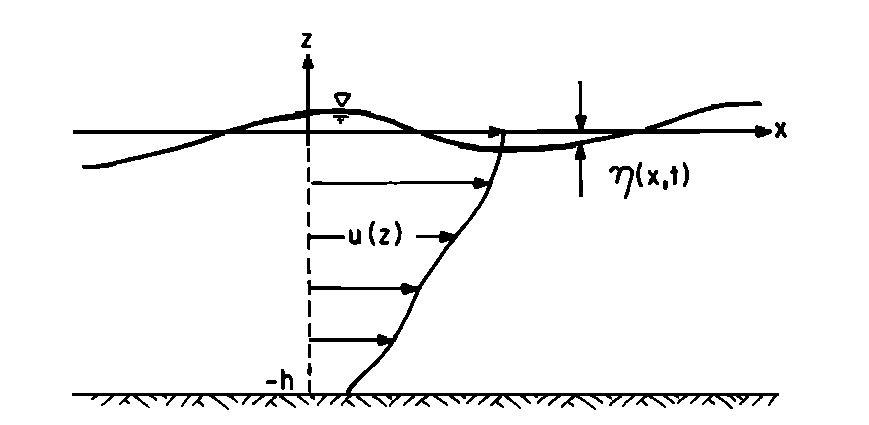 z
x
η(x,t)
u(z)
-h